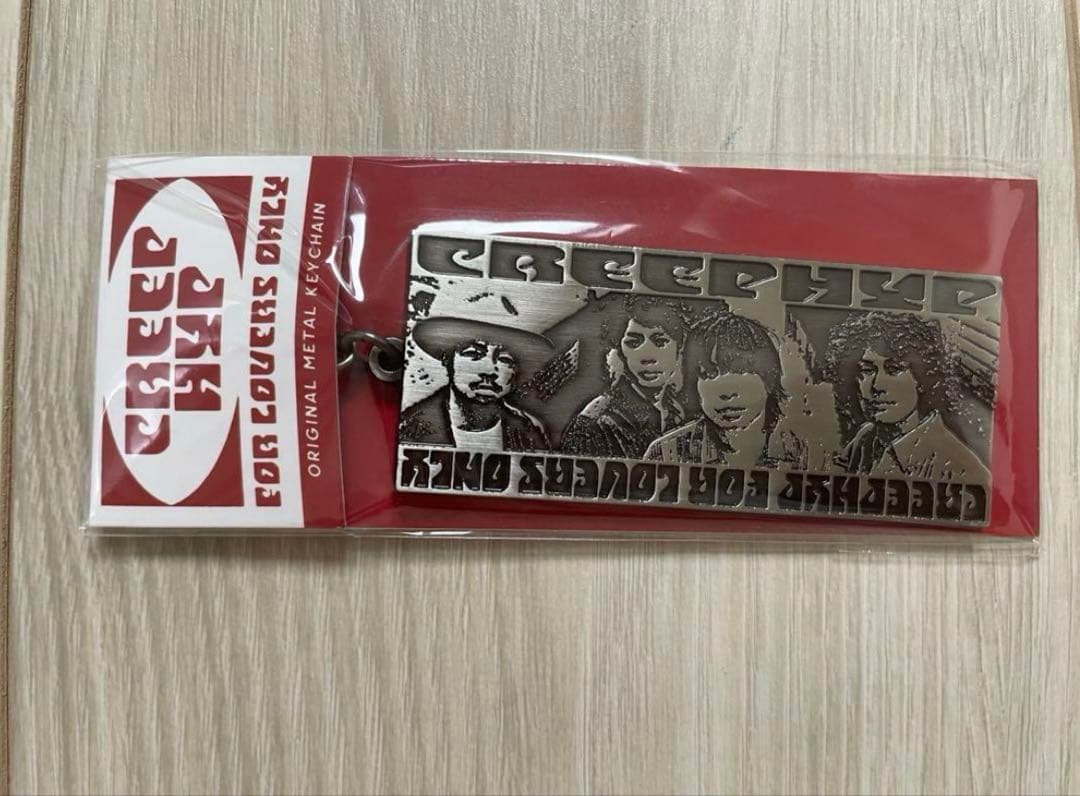 CREEP
HYP
FOR LOVERS ONLY
ORIGINAL METAL KEYCHAIN
CREEPHYP
CREEPHYP FOR LOVERS ONLY